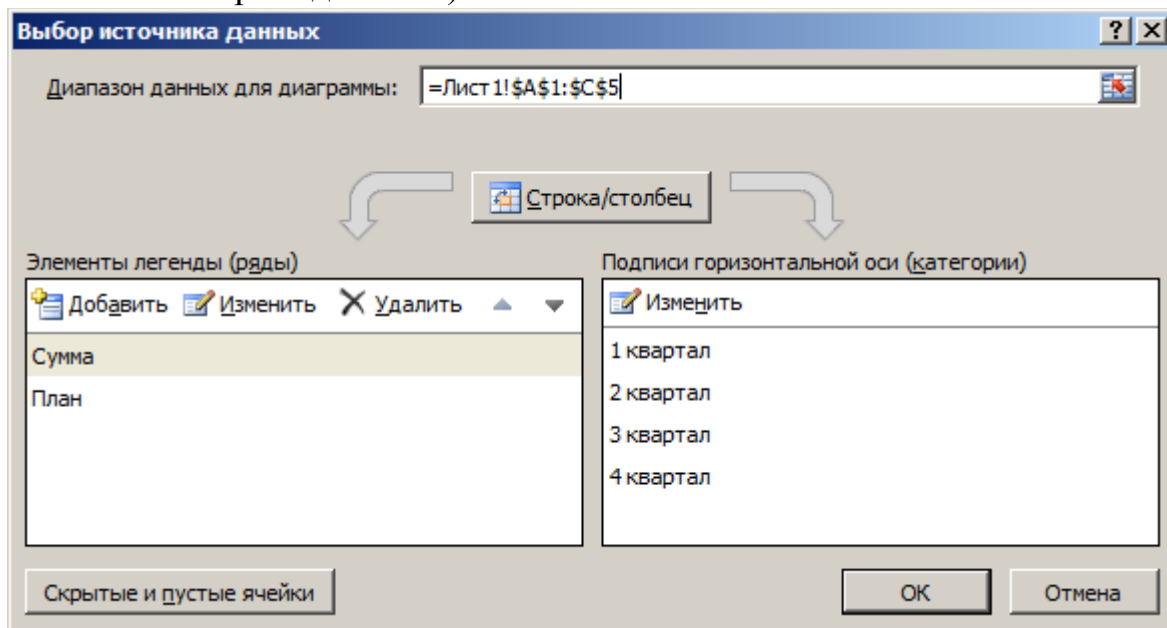 Выбор источника данных
Диапазон данных для диаграммы: =Лист1!$A$1:$C$5
Строка/столбец
Элементы легенды (ряды)
Добавить Изменить Удалить
Сумма
План
Подписи горизонтальной оси (категории)
Изменить
1 квартал
2 квартал
3 квартал
4 квартал
Скрытые и пустые ячейки
ОК Отмена